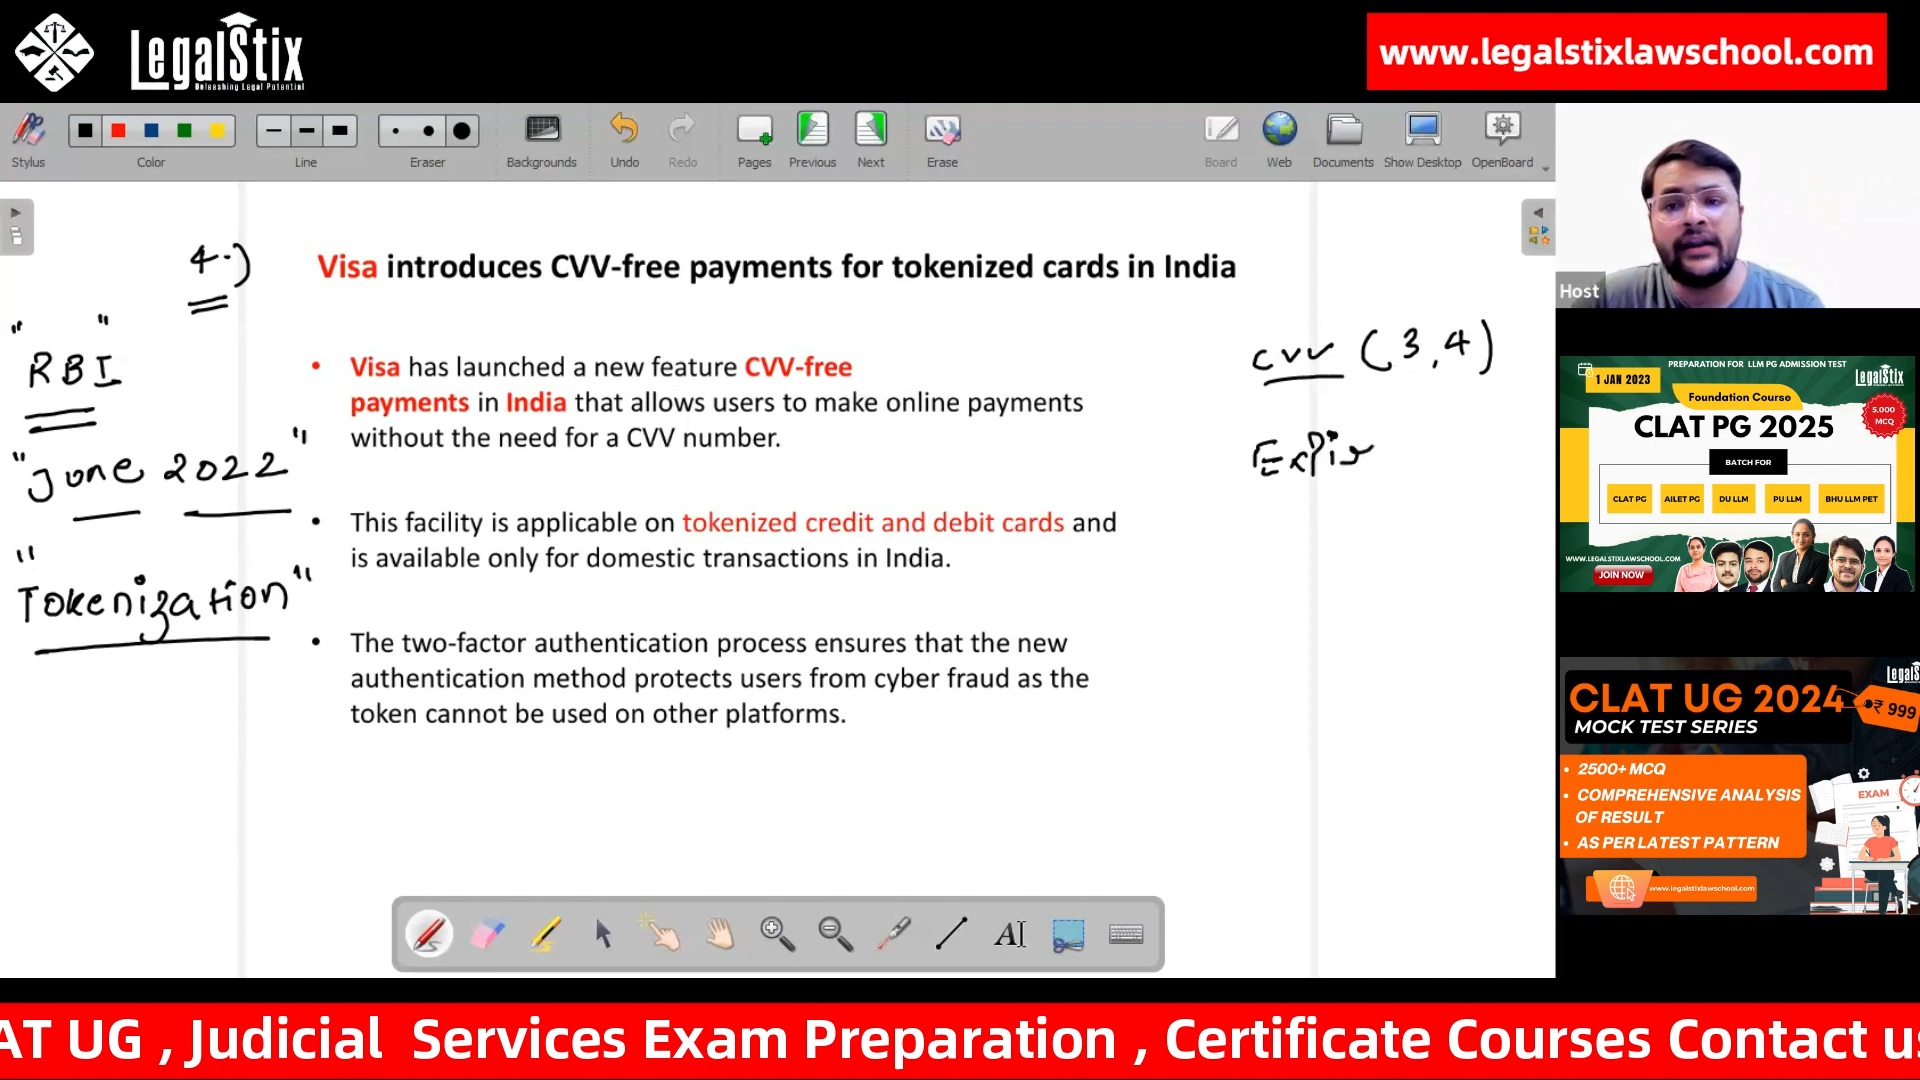 LegalStix
Unleashing Legal Potential
www.legalstixlawschool.com
Stylus
Color
Line
Eraser
Backgrounds
Undo
Redo
Pages
Previous
Next
Erase
Board
Web
Documents
Show Desktop
OpenBoard
4.)
Visa introduces CVV-free payments for tokenized cards in India
" "
RBI
"June 2022"
"Tokenization"
• Visa has launched a new feature CVV-free
payments in India that allows users to make online payments
without the need for a CVV number.
• This facility is applicable on tokenized credit and debit cards and
is available only for domestic transactions in India.
• The two-factor authentication process ensures that the new
authentication method protects users from cyber fraud as the
token cannot be used on other platforms.
CVV (3,4)
Expir
AI
Host
PREPARATION FOR LLM PG ADMISSION TEST
1 JAN 2023
LegalStix
Foundation Course
5,000
MCQ
CLAT PG 2025
BATCH FOR
CLAT PG
AILET PG
DU LLM
PU LLM
BHU LLM PET
WWW.LEGALSTIXLAWSCHOOL.COM
JOIN NOW
LegalS
CLAT UG 2024
₹ 999
MOCK TEST SERIES
• 2500+ MCQ
• COMPREHENSIVE ANALYSIS
OF RESULT
• AS PER LATEST PATTERN
EXAM
www.legalstixlawschool.com
AT UG , Judicial Services Exam Preparation , Certificate Courses Contact us